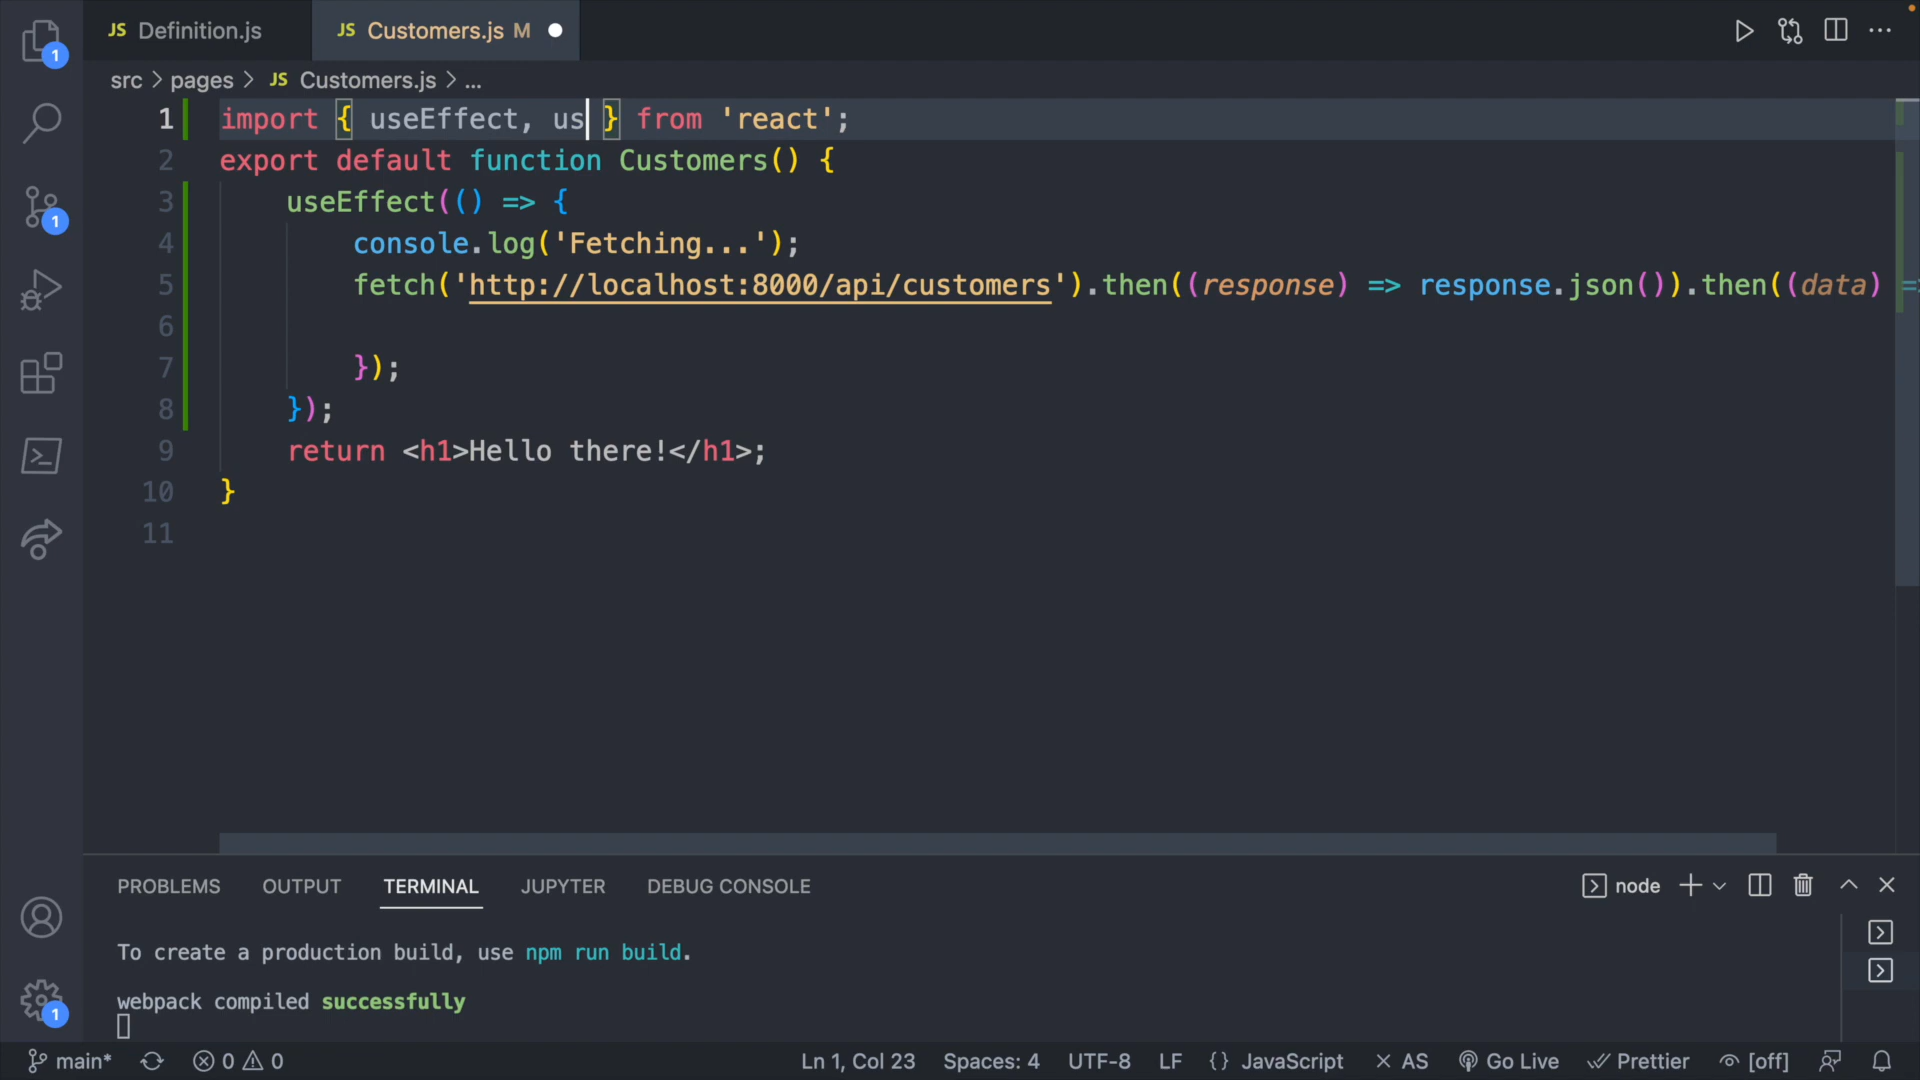 JS Definition.js
JS Customers.js M
src > pages > JS Customers.js > ...
1 import { useEffect, us } from 'react';
2 export default function Customers() {
3 useEffect(() => {
4 console.log('Fetching...');
5 fetch('http://localhost:8000/api/customers').then((response) => response.json()).then((data) =>
6
7 });
8 });
9 return <h1>Hello there!</h1>;
10 }
11
PROBLEMS OUTPUT TERMINAL JUPYTER DEBUG CONSOLE node
To create a production build, use npm run build.
webpack compiled successfully
main* 0 0 Ln 1, Col 23 Spaces: 4 UTF-8 LF {} JavaScript AS Go Live Prettier [off]
1
1
1